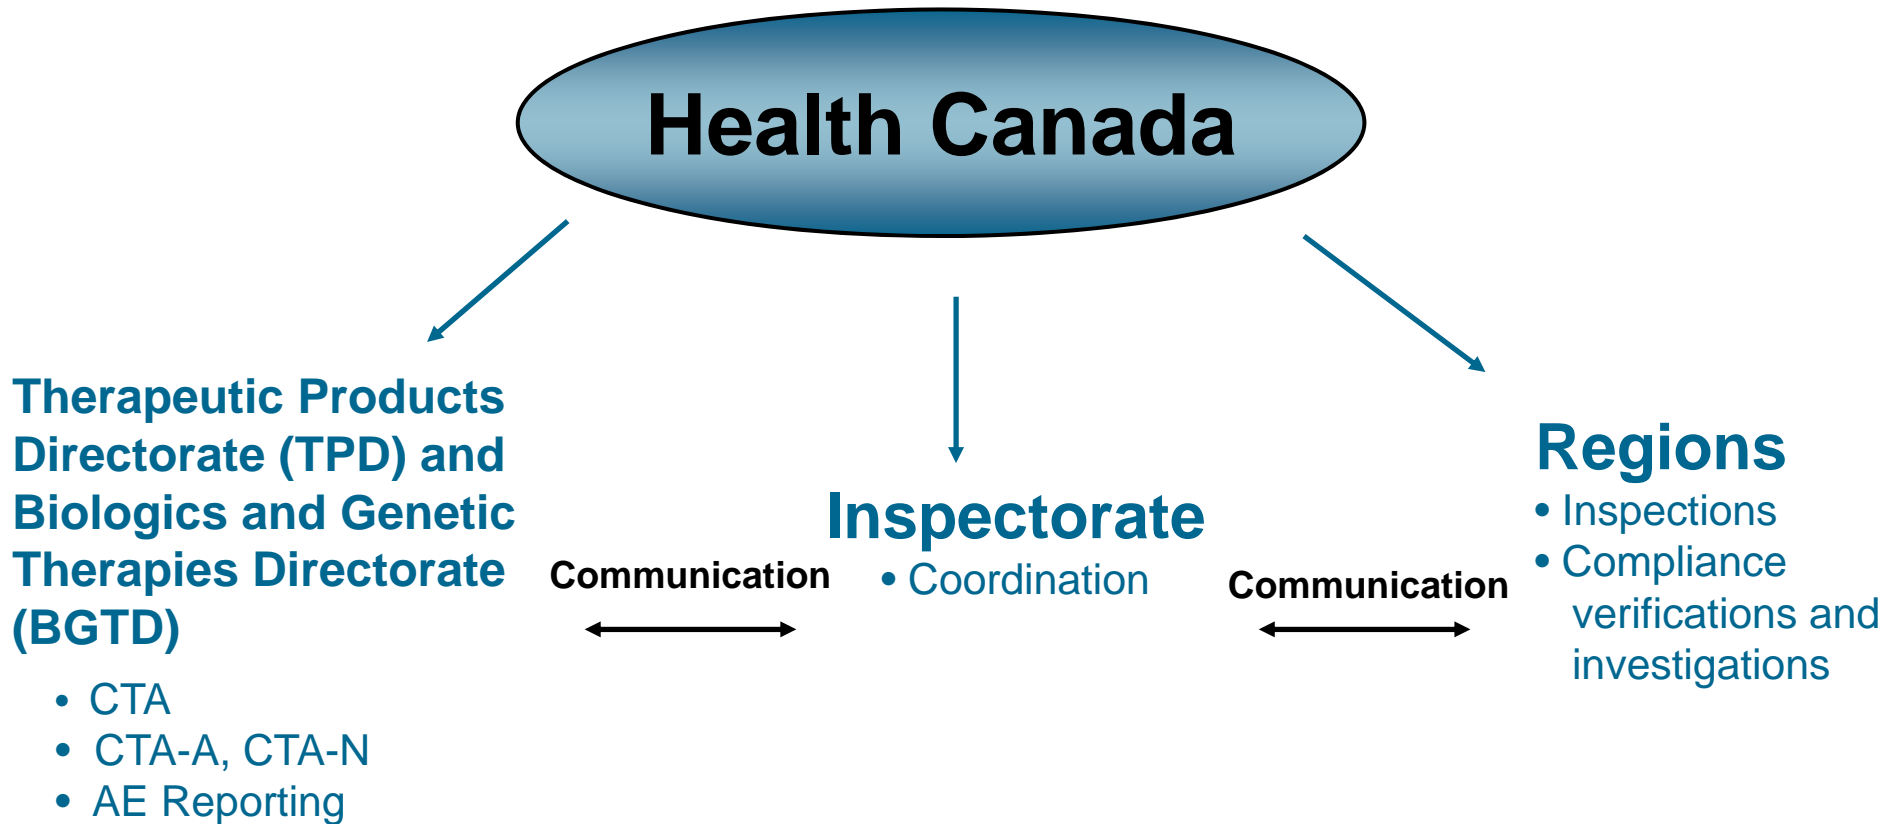 Health Canada
Therapeutic Products
Directorate (TPD) and
Biologics and Genetic
Therapies Directorate
(BGTD)
• CTA
• CTA-A, CTA-N
• AE Reporting
Communication
Inspectorate
• Coordination
Communication
Regions
• Inspections
• Compliance
verifications and
investigations